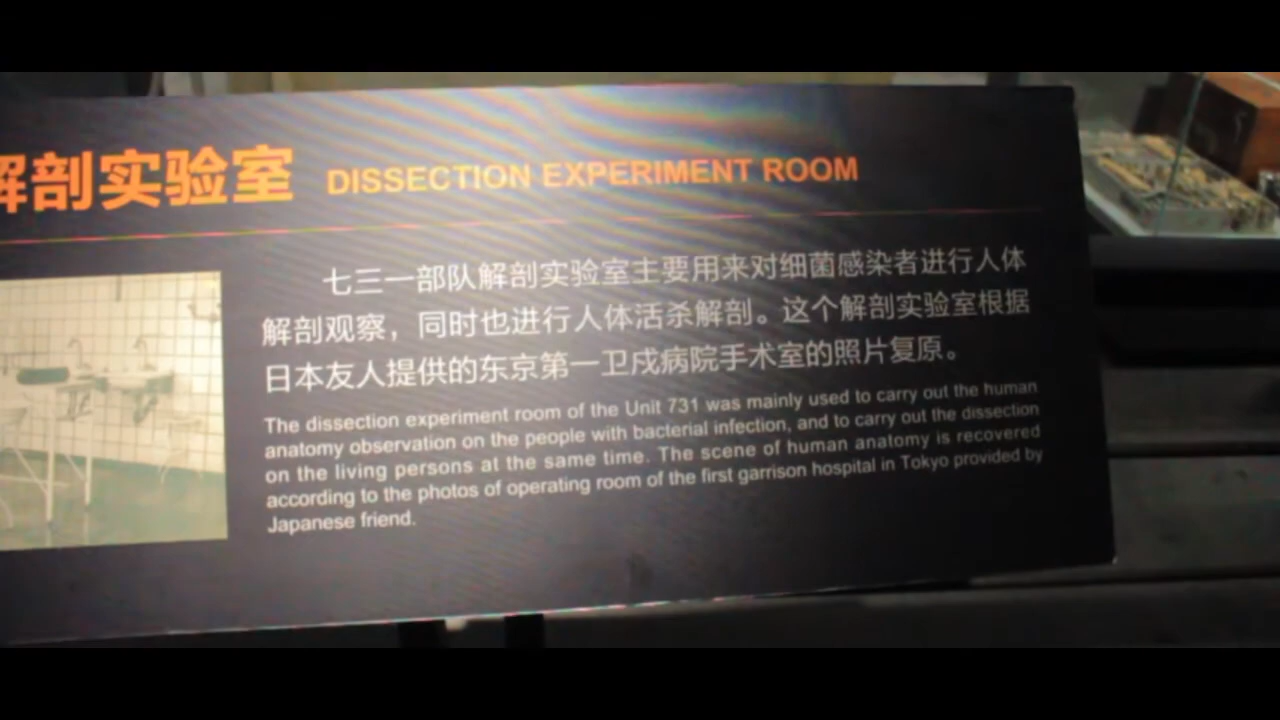 解剖实验室 DISSECTION EXPERIMENT ROOM
七三一部队解剖实验室主要用来对细菌感染者进行人体
解剖观察，同时也进行人体活杀解剖。这个解剖实验室根据
日本友人提供的东京第一卫戍病院手术室的照片复原。
The dissection experiment room of the Unit 731 was mainly used to carry out the human
anatomy observation on the people with bacterial infection, and to carry out the dissection
on the living persons at the same time. The scene of human anatomy is recovered
according to the photos of operating room of the first garrison hospital in Tokyo provided by
Japanese friend.